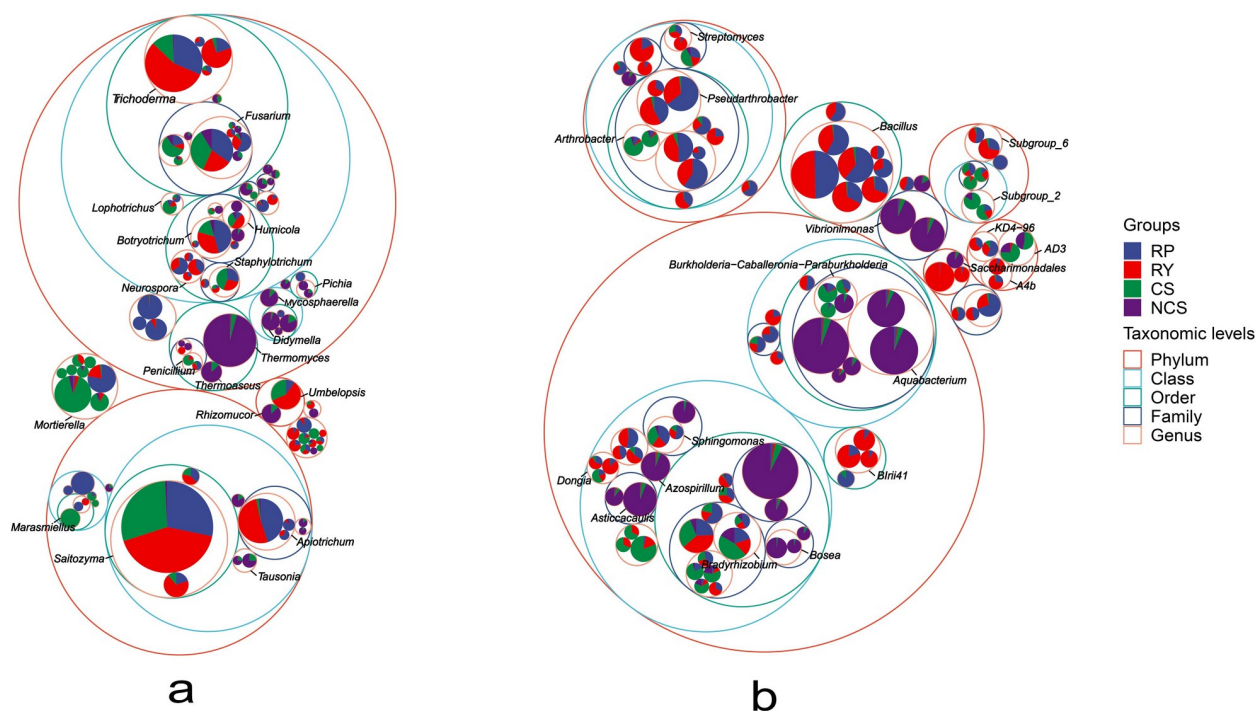 Trichoderma
Fusarium
Lophotrichus
Botryotrichum
Humicola
Staphylotrichum
Neurospora
Pichia
Mycosphaerella
Didymella
Thermomyces
Penicillium
Thermoascus
Umbelopsis
Rhizomucor
Mortierella
Marasmiellus
Saitozyma
Apiotrichum
Tausonia
a
Streptomyces
Pseudarthrobacter
Arthrobacter
Bacillus
Subgroup_6
Subgroup_2
Vibrionimonas
KD4-96
AD3
Saccharimonadales
A4b
Burkholderia-Caballeronia-Paraburkholderia
Aquabacterium
Sphingomonas
Dongia
Azospirillum
Asticcacaulis
BIrii41
Bosea
Bradyrhizobium
b
Groups
RP
RY
CS
NCS
Taxonomic levels
Phylum
Class
Order
Family
Genus